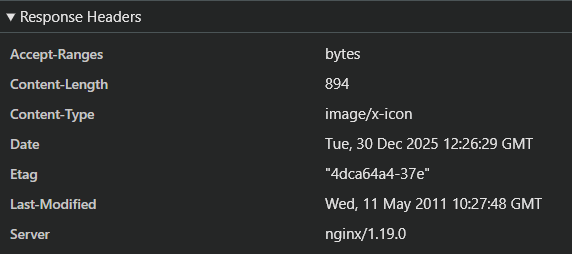 Response Headers
Accept-Ranges bytes
Content-Length 894
Content-Type image/x-icon
Date Tue, 30 Dec 2025 12:26:29 GMT
Etag "4dca64a4-37e"
Last-Modified Wed, 11 May 2011 10:27:48 GMT
Server nginx/1.19.0